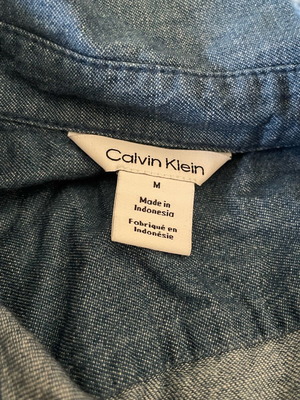 Calvin Klein
M
Made in
Indonesia
Fabriqué en
Indonésie